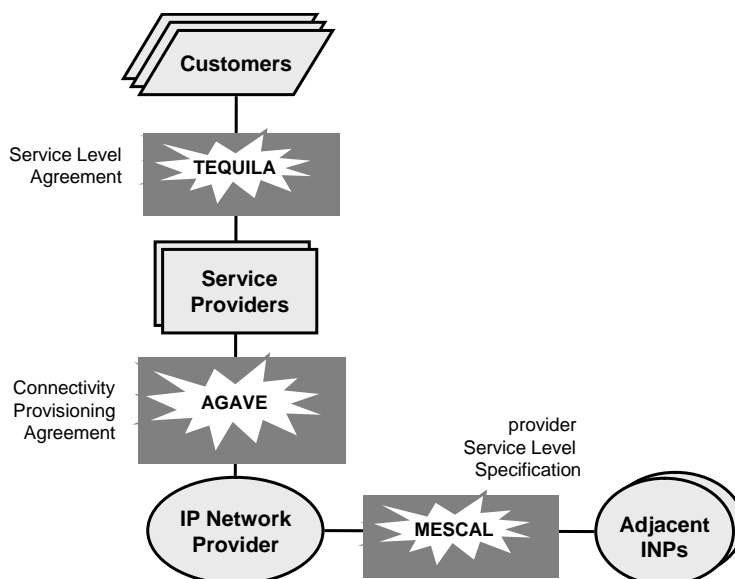 Customers
Service Level
Agreement
TEQUILA
Service
Providers
Connectivity
Provisioning
Agreement
AGAVE
provider
Service Level
Specification
IP Network
Provider
MESCAL
Adjacent
INPs